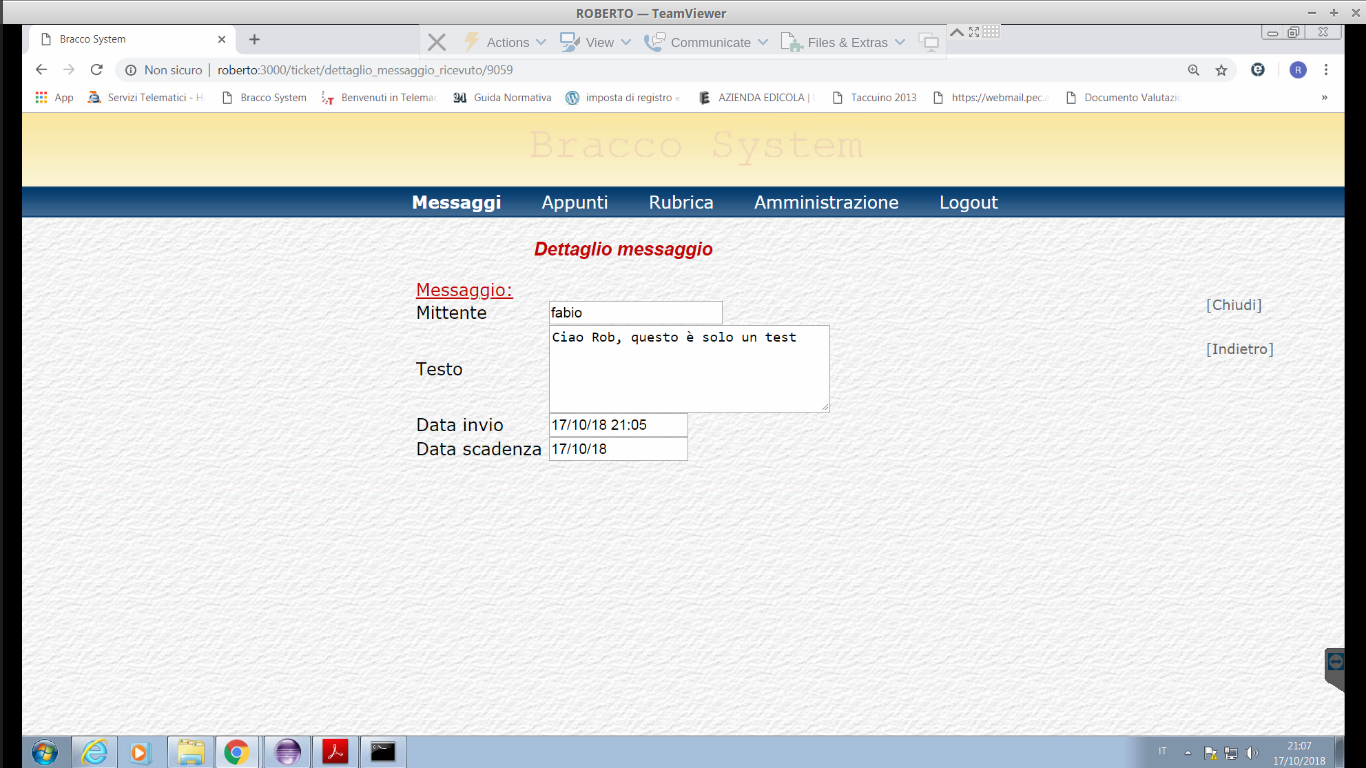 ROBERTO — TeamViewer
Bracco System
Actions View Communicate Files & Extras
Non sicuro | roberto:3000/ticket/dettaglio_messaggio_ricevuto/9059 R
App Servizi Telematici - H Bracco System Benvenuti in Telemac Guida Normativa imposta di registro « AZIENDA EDICOLA | Taccuino 2013 https://webmail.pec.a Documento Valutazi »
Bracco System
Messaggi Appunti Rubrica Amministrazione Logout
Dettaglio messaggio
Messaggio:
Mittente fabio
[Chiudi]
Ciao Rob, questo è solo un test
[Indietro]
Testo
Data invio 17/10/18 21:05
Data scadenza 17/10/18
IT 21:07
17/10/2018